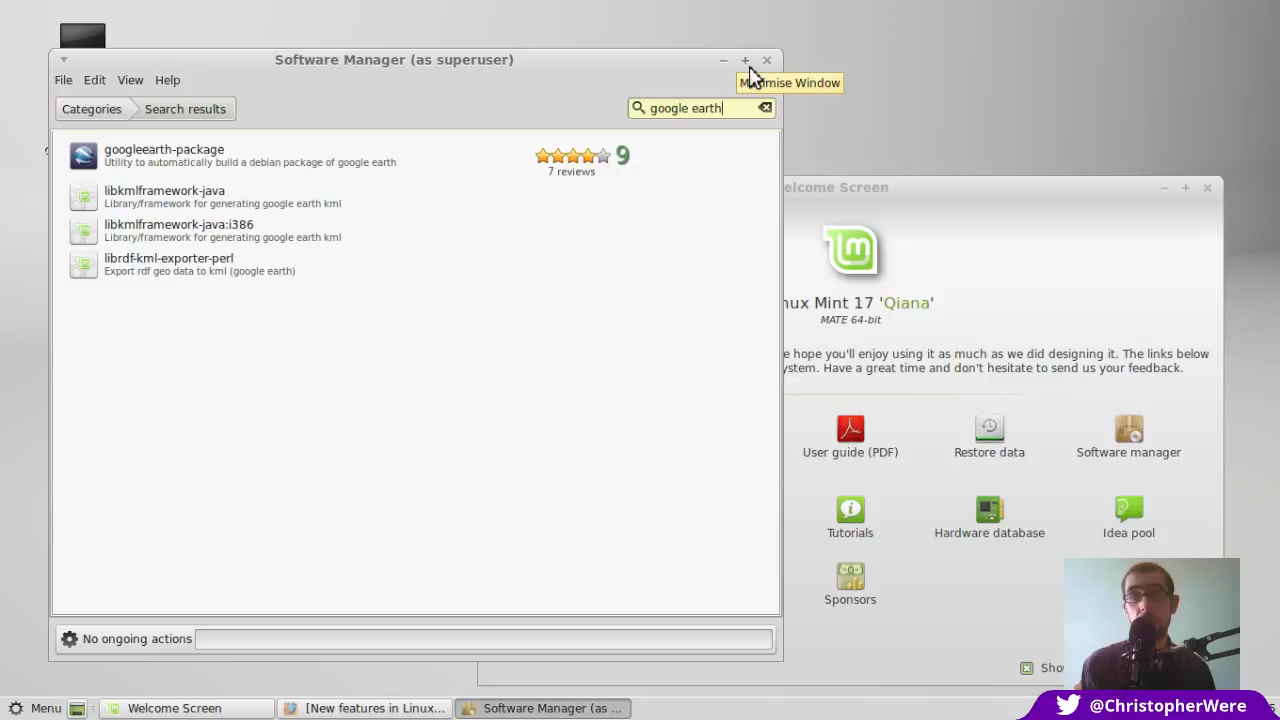 Software Manager (as superuser)
File Edit View Help
Maximise Window
Categories Search results
google earth
googleearth-package
Utility to automatically build a debian package of google earth
9
7 reviews
libkmlframework-java
Library/framework for generating google earth kml
libkmlframework-java:i386
Library/framework for generating google earth kml
librdf-kml-exporter-perl
Export rdf geo data to kml (google earth)
No ongoing actions
elcome Screen
lm
nux Mint 17 'Qiana'
MATE 64-bit
e hope you'll enjoy using it as much as we did designing it. The links below
ystem. Have a great time and don't hesitate to send us your feedback.
User guide (PDF) Restore data Software manager
Tutorials Hardware database Idea pool
Sponsors
Sho
Menu Welcome Screen [New features in Linux... Software Manager (as ...
@ChristopherWere